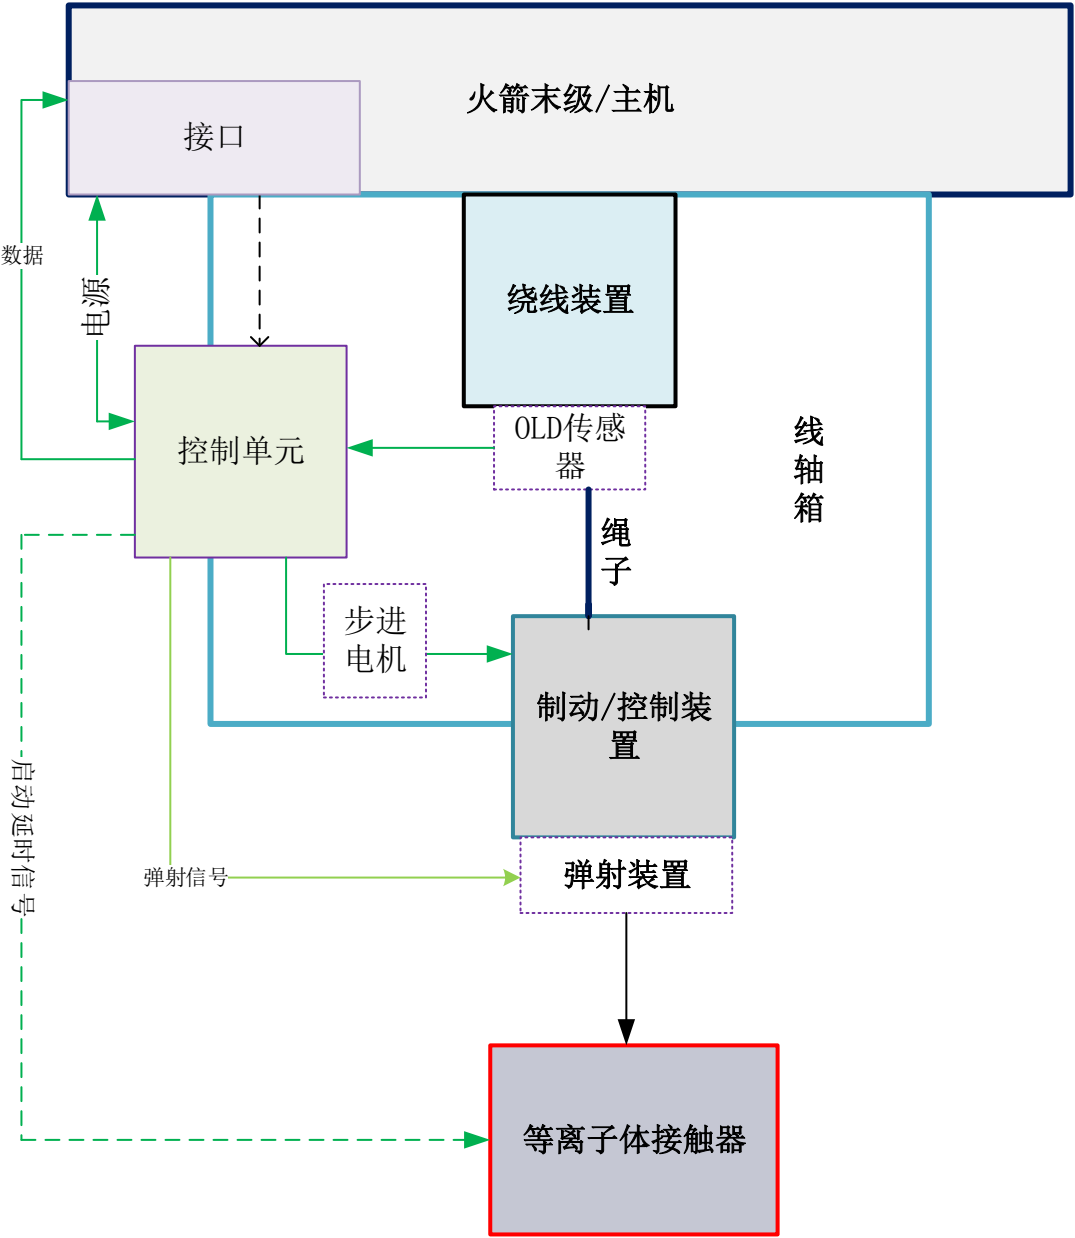 火箭末级/主机
接口
数据
电源
绕线装置
OLD传感
器
控制单元
线
轴
箱
绳
子
步进
电机
制动/控制装
置
启动延时信号
弹射信号
弹射装置
等离子体接触器